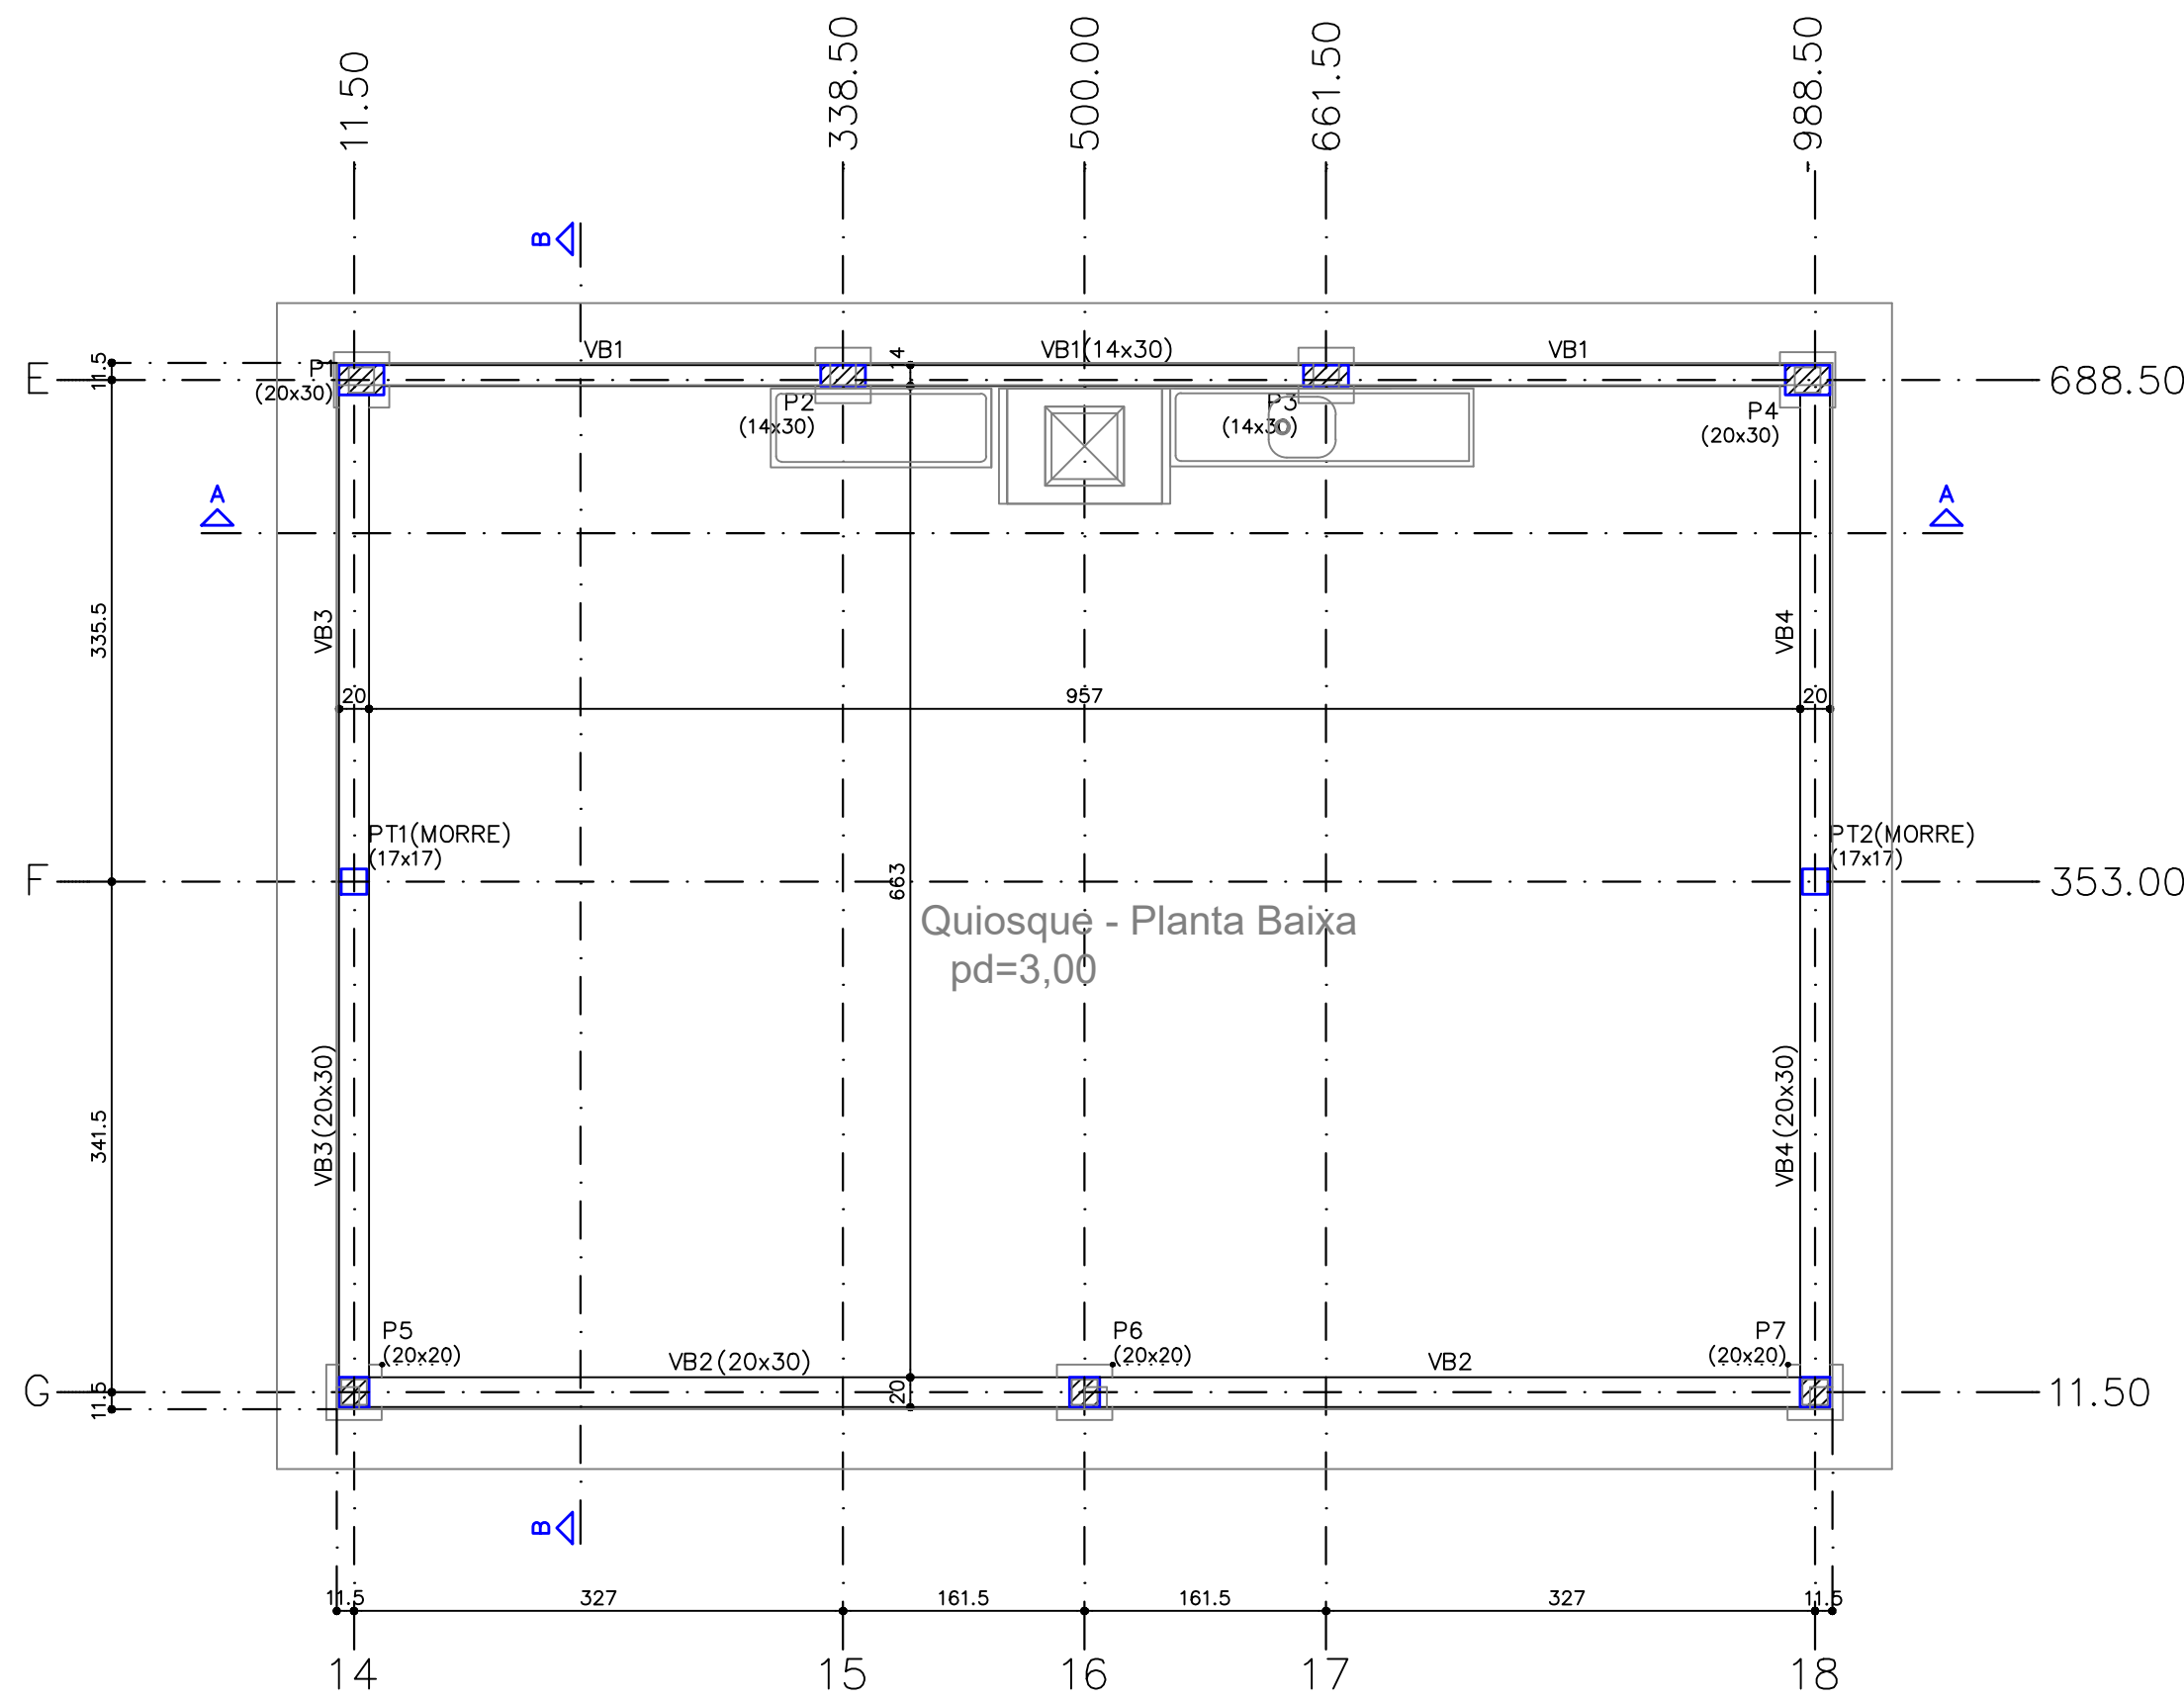 11.50
338.50
500.00
661.50
988.50
B
VB1
VB1(14x30)
VB1
14
11.5
E
P1
(20x30)
688.50
P2
(14x30)
P3
(14x30)
P4
(20x30)
A
A
335.5
VB3
VB4
20
957
20
PT1(MORRE)
(17x17)
PT2(MORRE)
(17x17)
F
663
353.00
Quiosque - Planta Baixa
pd=3,00
341.5
VB3(20x30)
VB4(20x30)
P5
(20x20)
P6
(20x20)
P7
(20x20)
VB2(20x30)
VB2
G
11.5
20
11.50
B
11.5
327
161.5
161.5
327
11.5
14
15
16
17
18